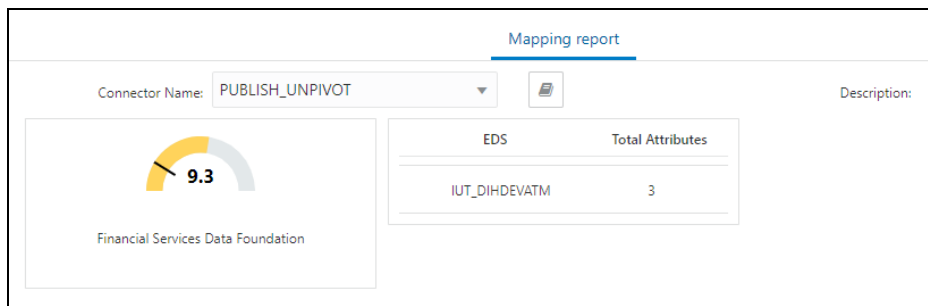 Mapping report
Connector Name: PUBLISH_UNPIVOT
Description:
9.3
Financial Services Data Foundation
EDS Total Attributes
IUT_DIHDEVATM 3